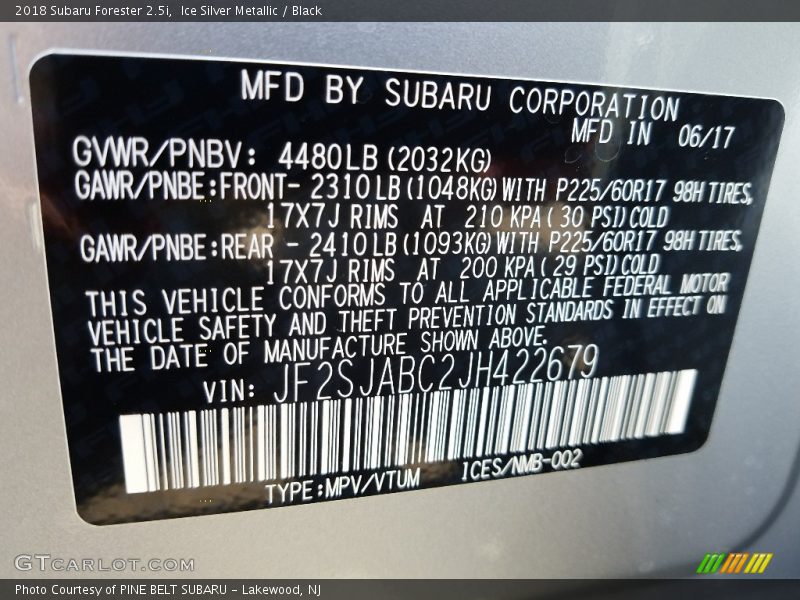 2018 Subaru Forester 2.5i,  Ice Silver Metallic / Black
MFD BY SUBARU CORPORATION
MFD IN 06/17
GVWR/PNBV: 4480LB (2032KG)
GAWR/PNBE:FRONT- 2310 LB (1048KG) WITH P225/60R17 98H TIRES,
17X7J RIMS AT 210 KPA ( 30 PSI) COLD
GAWR/PNBE:REAR - 2410 LB (1093KG) WITH P225/60R17 98H TIRES,
17X7J RIMS AT 200 KPA ( 29 PSI) COLD
THIS VEHICLE CONFORMS TO ALL APPLICABLE FEDERAL MOTOR
VEHICLE SAFETY AND THEFT PREVENTION STANDARDS IN EFFECT ON
THE DATE OF MANUFACTURE SHOWN ABOVE.
VIN: JF2SJABC2JH422679
TYPE:MPV/VTUM ICES/NMB-002
GTCARLOT.COM
Photo Courtesy of PINE BELT SUBARU - Lakewood, NJ